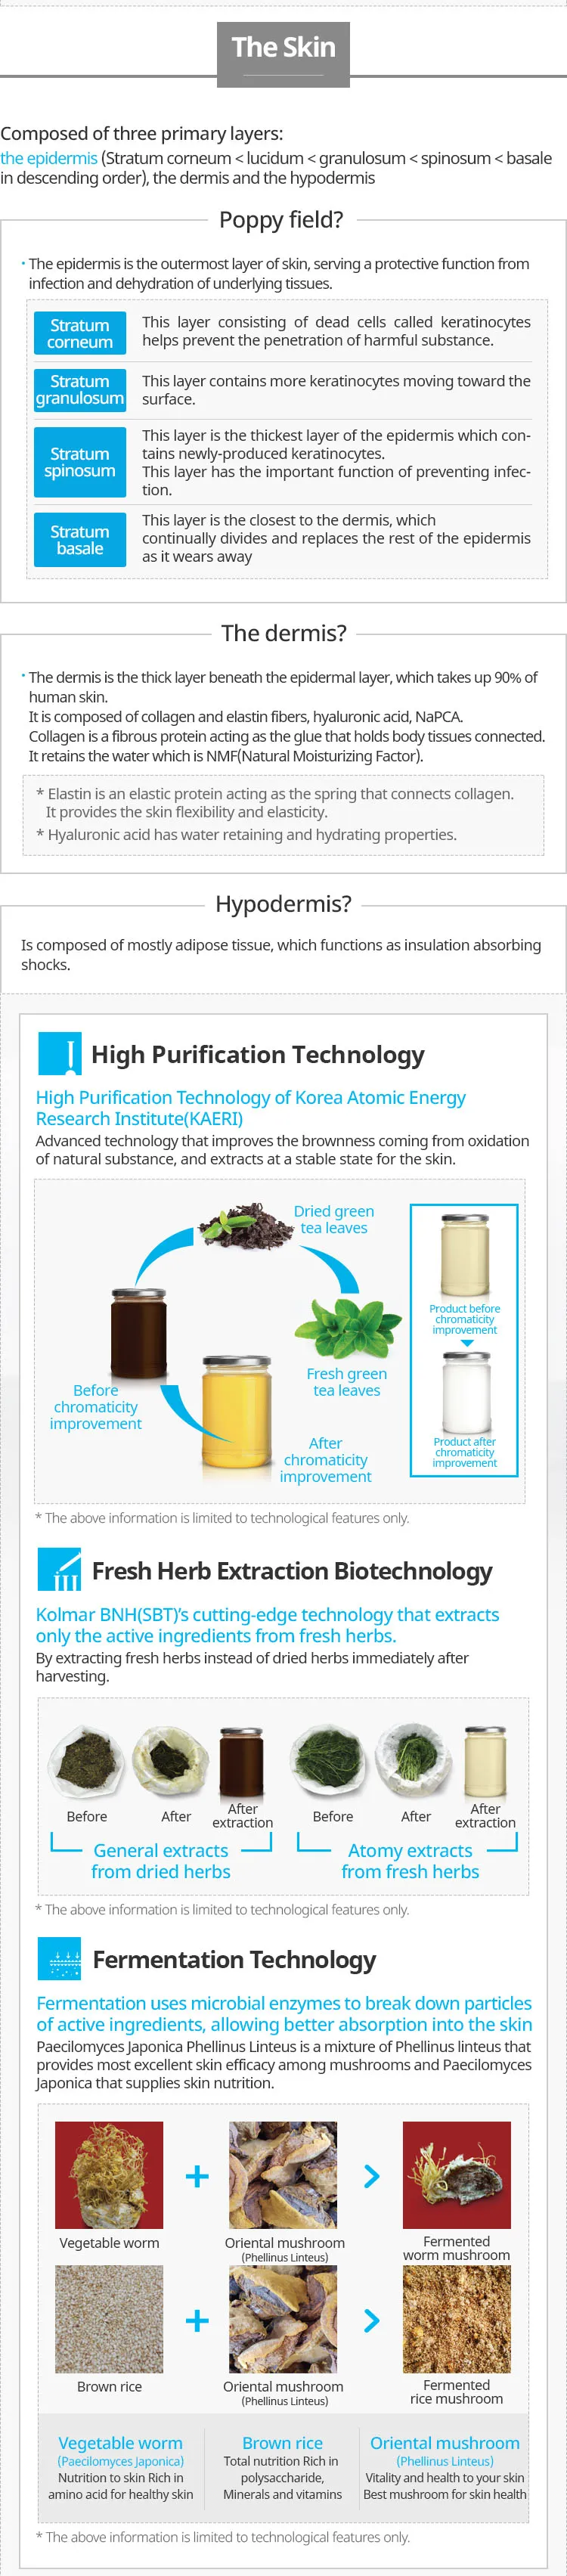 The Skin
Composed of three primary layers:
the epidermis (Stratum corneum < lucidum < granulosum < spinosum < basale
in descending order), the dermis and the hypodermis
Poppy field?
• The epidermis is the outermost layer of skin, serving a protective function from
infection and dehydration of underlying tissues.
Stratum
corneum
This layer consisting of dead cells called keratinocytes
helps prevent the penetration of harmful substance.
Stratum
granulosum
This layer contains more keratinocytes moving toward the
surface.
Stratum
spinosum
This layer is the thickest layer of the epidermis which con-
tains newly-produced keratinocytes.
This layer has the important function of preventing infec-
tion.
Stratum
basale
This layer is the closest to the dermis, which
continually divides and replaces the rest of the epidermis
as it wears away
The dermis?
• The dermis is the thick layer beneath the epidermal layer, which takes up 90% of
human skin.
It is composed of collagen and elastin fibers, hyaluronic acid, NaPCA.
Collagen is a fibrous protein acting as the glue that holds body tissues connected.
It retains the water which is NMF(Natural Moisturizing Factor).
* Elastin is an elastic protein acting as the spring that connects collagen.
It provides the skin flexibility and elasticity.
* Hyaluronic acid has water retaining and hydrating properties.
Hypodermis?
Is composed of mostly adipose tissue, which functions as insulation absorbing
shocks.
High Purification Technology
High Purification Technology of Korea Atomic Energy
Research Institute(KAERI)
Advanced technology that improves the brownness coming from oxidation
of natural substance, and extracts at a stable state for the skin.
Dried green
tea leaves
Fresh green
tea leaves
Before
chromaticity
improvement
After
chromaticity
improvement
Product before
chromaticity
improvement
Product after
chromaticity
improvement
* The above information is limited to technological features only.
Fresh Herb Extraction Biotechnology
Kolmar BNH(SBT)'s cutting-edge technology that extracts
only the active ingredients from fresh herbs.
By extracting fresh herbs instead of dried herbs immediately after
harvesting.
Before
After
After
extraction
Before
After
After
extraction
General extracts
from dried herbs
Atomy extracts
from fresh herbs
* The above information is limited to technological features only.
Fermentation Technology
Fermentation uses microbial enzymes to break down particles
of active ingredients, allowing better absorption into the skin
Paecilomyces Japonica Phellinus Linteus is a mixture of Phellinus linteus that
provides most excellent skin efficacy among mushrooms and Paecilomyces
Japonica that supplies skin nutrition.
+
>
Vegetable worm
Oriental mushroom
(Phellinus Linteus)
Fermented
worm mushroom
+
>
Brown rice
Oriental mushroom
(Phellinus Linteus)
Fermented
rice mushroom
Vegetable worm
(Paecilomyces Japonica)
Nutrition to skin Rich in
amino acid for healthy skin
Brown rice
Total nutrition Rich in
polysaccharide,
Minerals and vitamins
Oriental mushroom
(Phellinus Linteus)
Vitality and health to your skin
Best mushroom for skin health
* The above information is limited to technological features only.